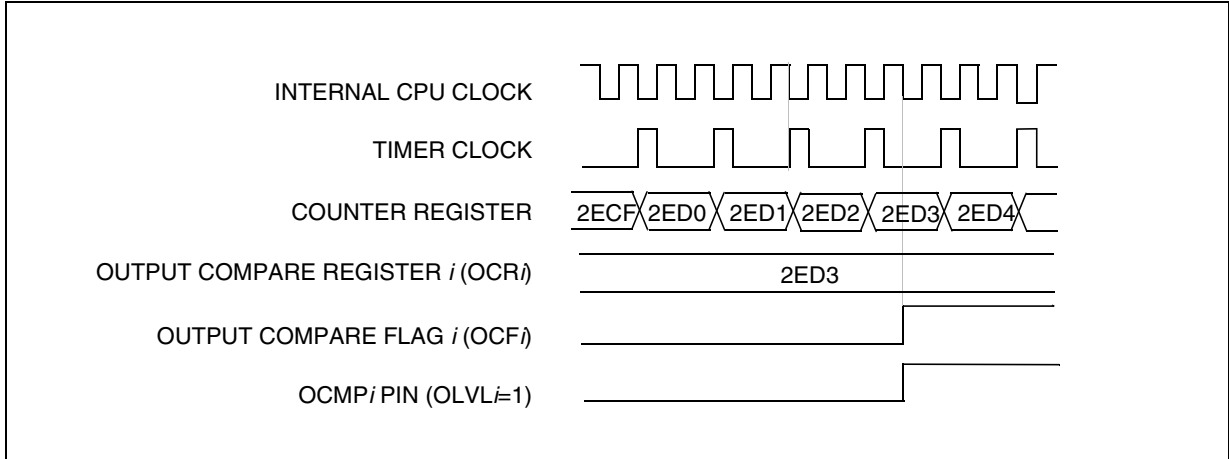 INTERNAL CPU CLOCK
TIMER CLOCK
COUNTER REGISTER 2ECF 2ED0 2ED1 2ED2 2ED3 2ED4
OUTPUT COMPARE REGISTER i (OCRi) 2ED3
OUTPUT COMPARE FLAG i (OCFi)
OCMPi PIN (OLVLi=1)